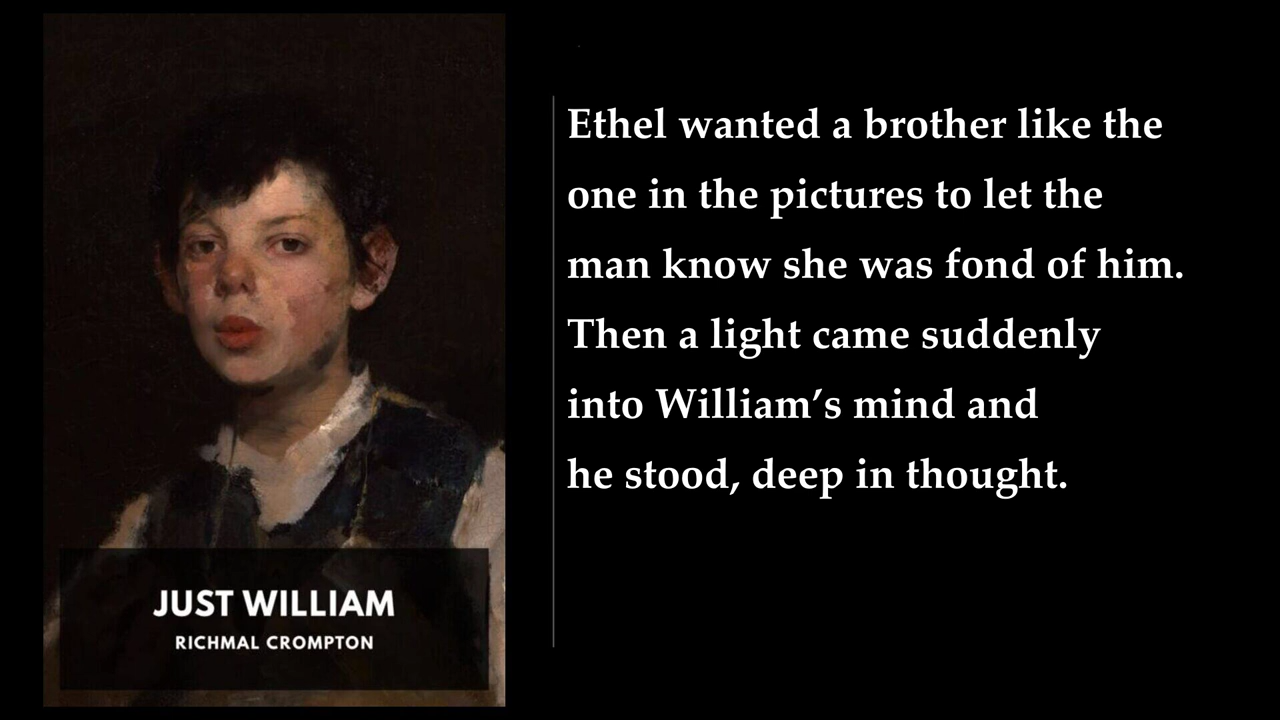 JUST WILLIAM
RICHMAL CROMPTON
Ethel wanted a brother like the
one in the pictures to let the
man know she was fond of him.
Then a light came suddenly
into William’s mind and
he stood, deep in thought.